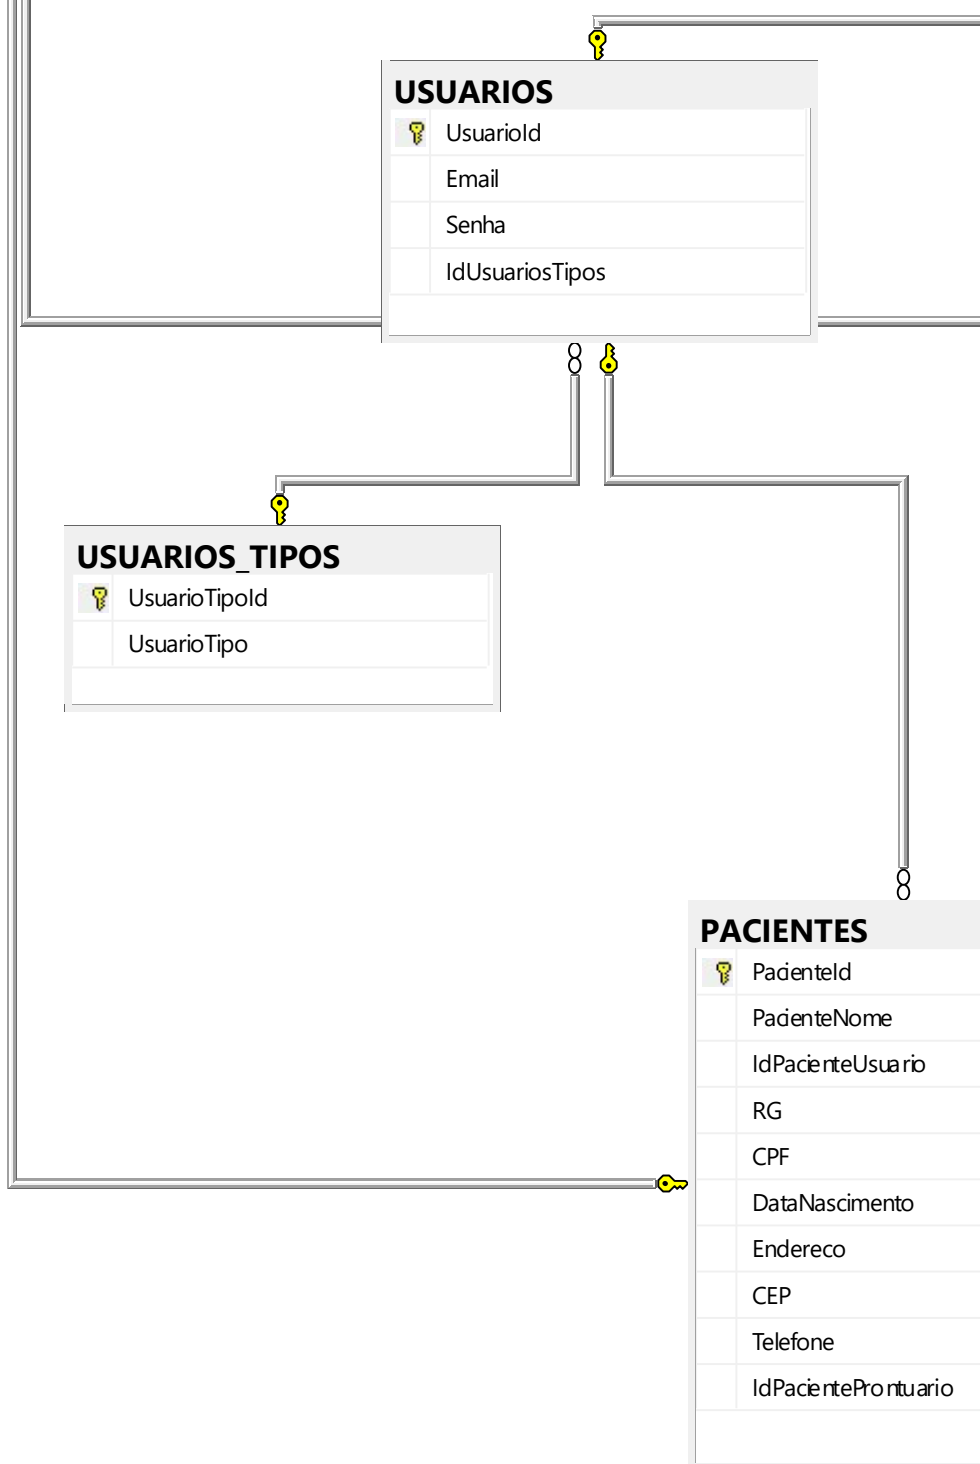 USUARIOS
UsuarioId
Email
Senha
IdUsuariosTipos
USUARIOS_TIPOS
UsuarioTipoId
UsuarioTipo
PACIENTES
PacienteId
PacienteNome
IdPacienteUsuario
RG
CPF
DataNascimento
Endereco
CEP
Telefone
IdPacienteProntuario